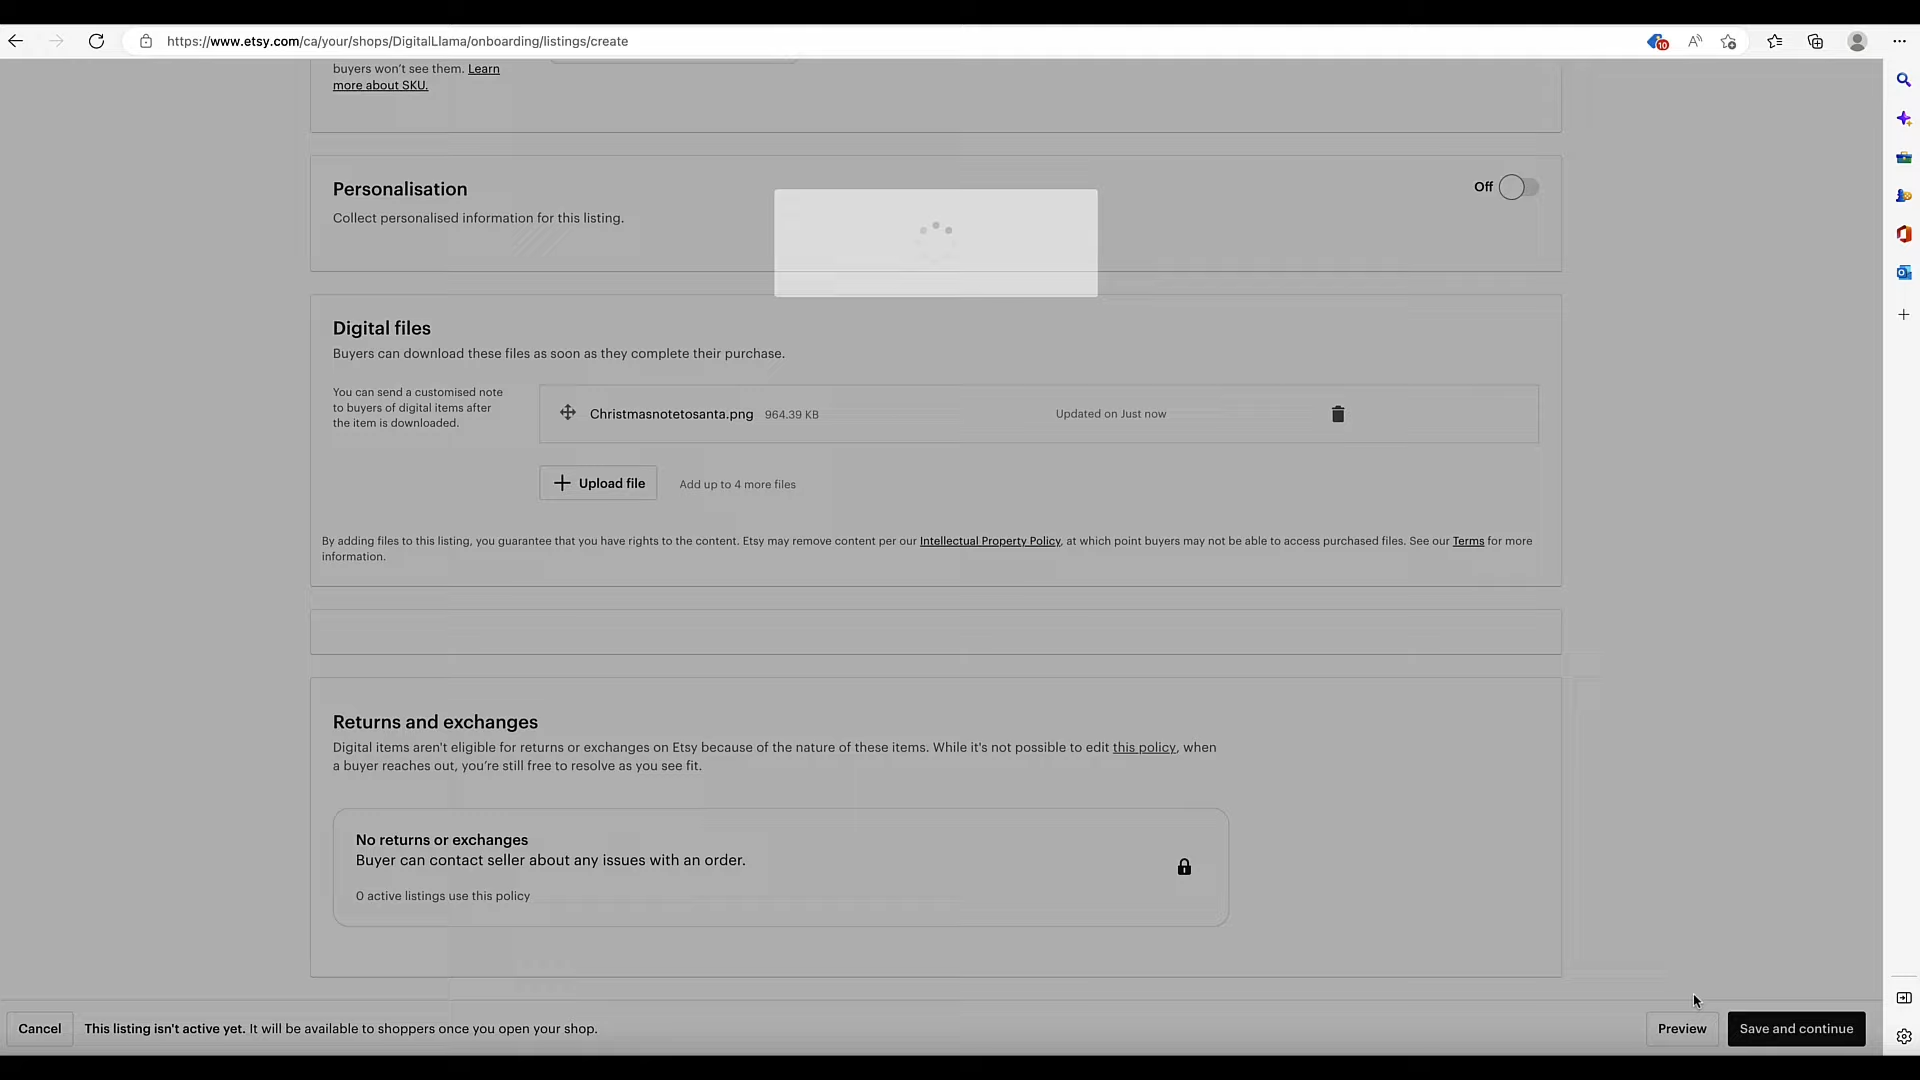 https://www.etsy.com/ca/your/shops/DigitalLlama/onboarding/listings/create
10
buyers won't see them. Learn
more about SKU.
Personalisation
Off
Collect personalised information for this listing.
Digital files
Buyers can download these files as soon as they complete their purchase.
You can send a customised note
to buyers of digital items after
the item is downloaded.
Christmasnotetosanta.png 964.39 KB Updated on Just now
Upload file
Add up to 4 more files
By adding files to this listing, you guarantee that you have rights to the content. Etsy may remove content per our Intellectual Property Policy, at which point buyers may not be able to access purchased files. See our Terms for more
information.
Returns and exchanges
Digital items aren't eligible for returns or exchanges on Etsy because of the nature of these items. While it's not possible to edit this policy, when
a buyer reaches out, you're still free to resolve as you see fit.
No returns or exchanges
Buyer can contact seller about any issues with an order.
0 active listings use this policy
Cancel
This listing isn't active yet. It will be available to shoppers once you open your shop.
Preview
Save and continue